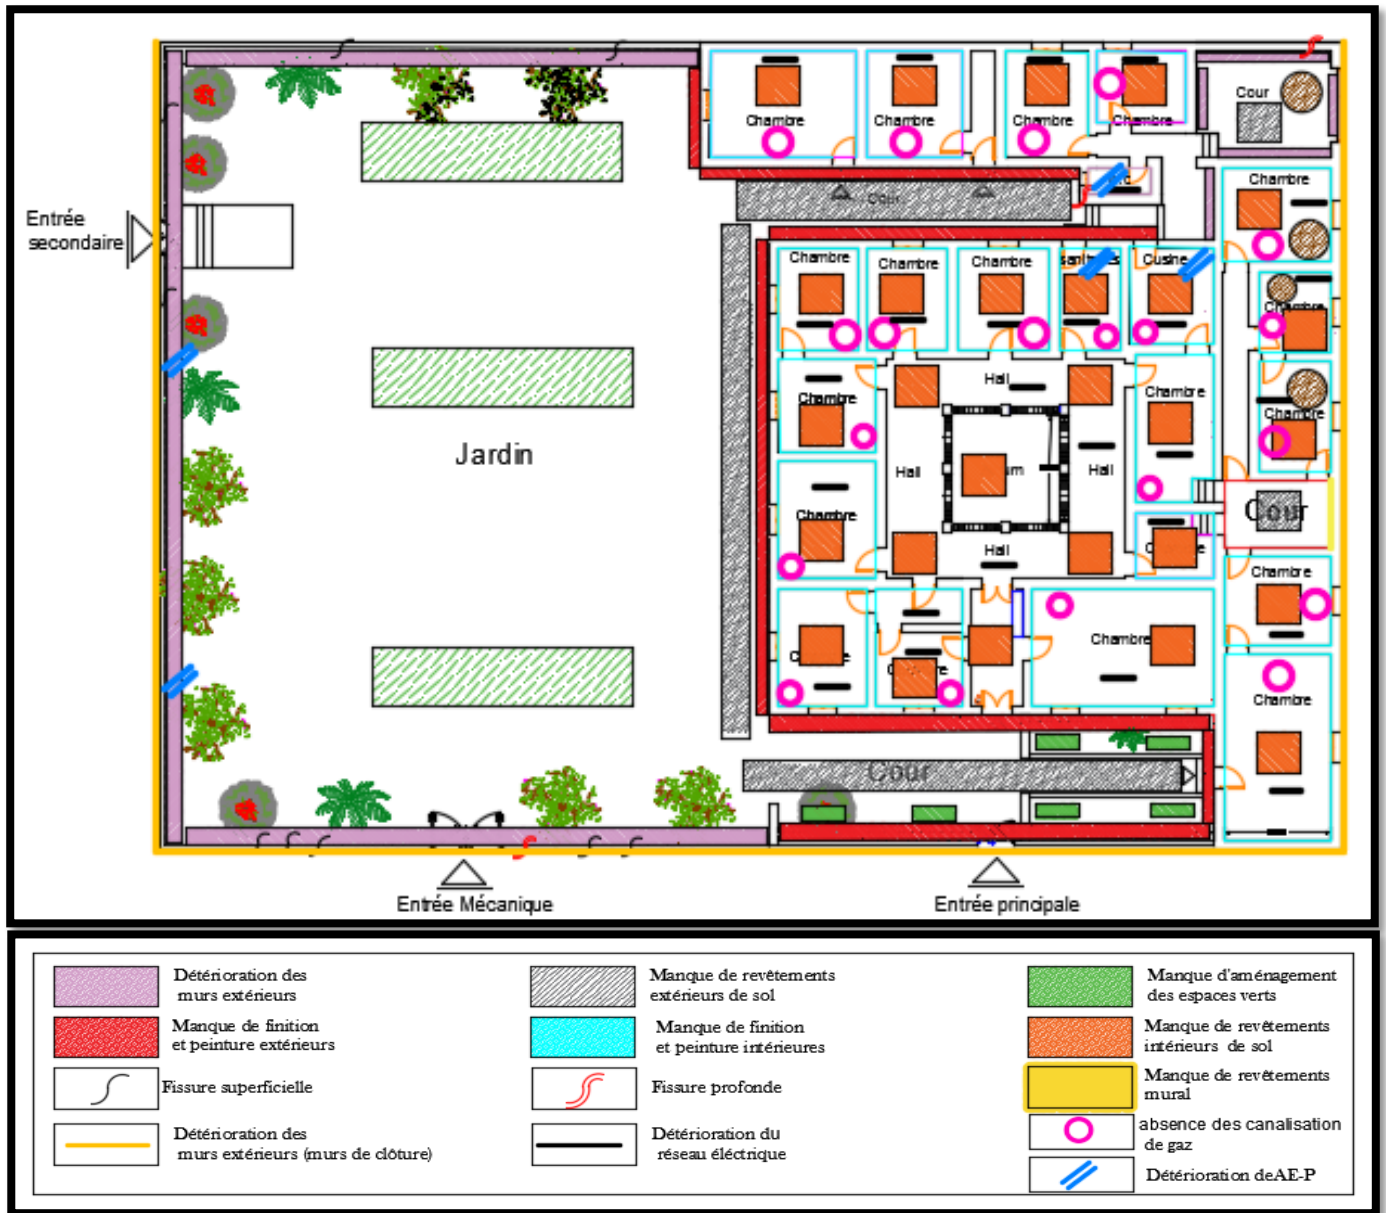 Chambre
Chambre
Chambre
Chambre
Cour
Entrée
secondaire
Cour
Chambre
Chambre
Chambre
Chambre
sanitaires
Cusine
Chambre
Hall
Chambre
Chambre
Chambre
Jardin
Hall
Hall
Chambre
Cour
Hall
Chambre
Chambre
Chambre
Cour
Entrée Mécanique
Entrée principale
Détérioration des
murs extérieurs
Manque de revêtements
extérieurs de sol
Manque d'aménagement
des espaces verts
Manque de finition
et peinture extérieurs
Manque de finition
et peinture intérieures
Manque de revêtements
intérieurs de sol
Fissure superficielle
Fissure profonde
Manque de revêtements
mural
absence des canalisation
de gaz
Détérioration des
murs extérieurs (murs de clôture)
Détérioration du
réseau éléctrique
Détérioration deAE-P